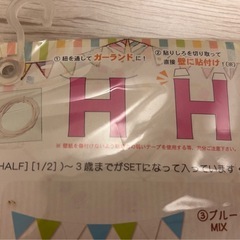 ① 紐を通してガーランドに!
② 貼りしろを切り取って
直接 壁に貼付け
H H
HALF] [1/2] )～3歳までがSETになって入っています
③ブルー
MIX